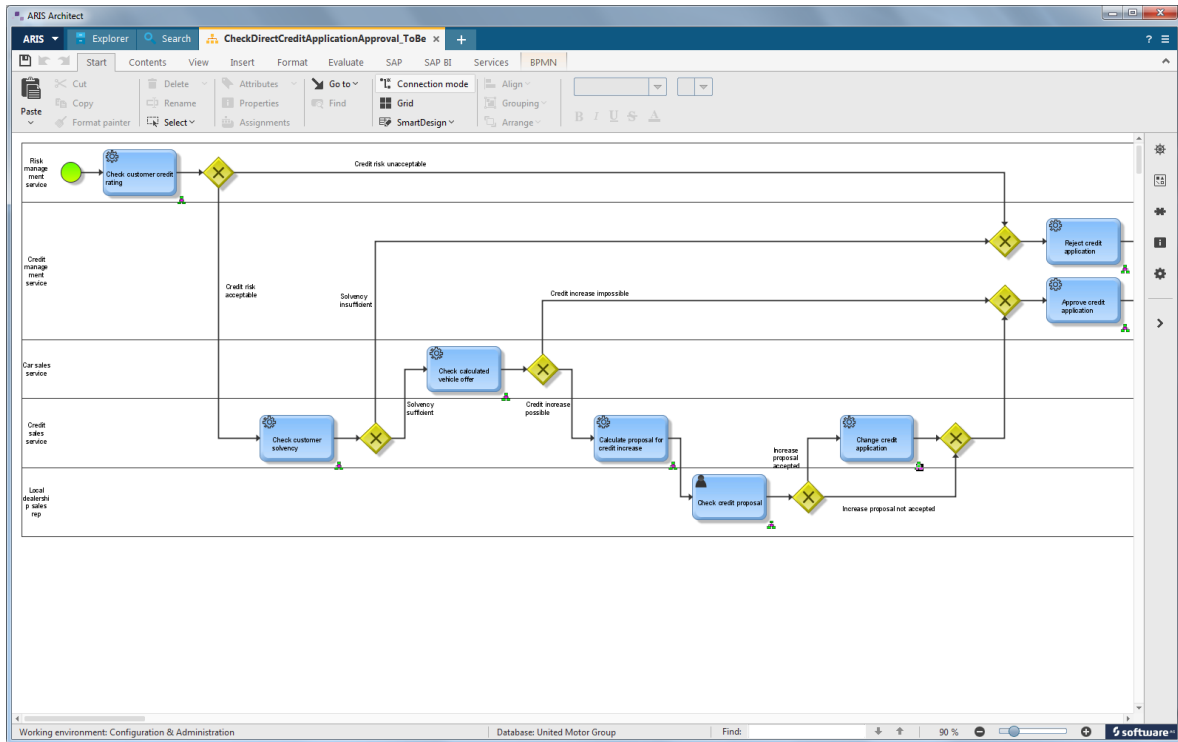 ARIS Architect
ARIS
Explorer
Search
CheckDirectCreditApplicationApproval_ToBe ×
+
? ≡
Start Contents View Insert Format Evaluate SAP SAP BI Services BPMN
Paste
Cut
Copy
Format painter
Delete
Rename
Select
Attributes
Properties
Assignments
Go to
Find
Connection mode
Grid
SmartDesign
Align
Grouping
Arrange
B I U S A
Risk
manage
ment
service
Check customer credit
rating
Credit risk unacceptable
Credit
manage
ment
service
Credit risk
acceptable
Solvency
insufficient
Credit increase impossible
Reject credit
application
Approve credit
application
Car sales
service
Check calculated
vehicle offer
Solvency
sufficient
Credit increase
possible
Credit
sales
service
Check customer
solvency
Calculate proposal for
credit increase
Increase
proposal
accepted
Change credit
application
Local
dealershi
p sales
rep
Check credit proposal
Increase proposal not accepted
Working environment: Configuration & Administration
Database: United Motor Group
Find:
90 %
software AG